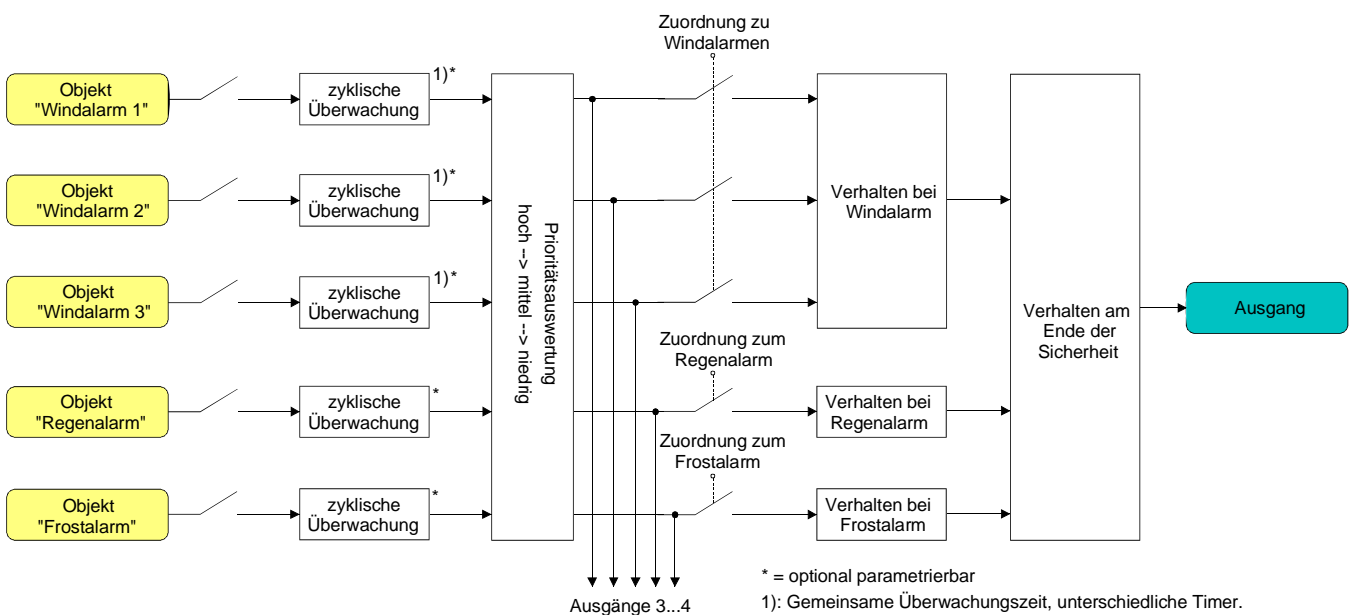 Zuordnung zu
Windalarmen
Objekt
"Windalarm 1"
zyklische
Überwachung
1)*
Objekt
"Windalarm 2"
zyklische
Überwachung
1)*
Objekt
"Windalarm 3"
zyklische
Überwachung
1)*
Objekt
"Regenalarm"
zyklische
Überwachung
*
Objekt
"Frostalarm"
zyklische
Überwachung
*
Prioritätsauswertung
hoch --> mittel --> niedrig
Zuordnung zum
Regenalarm
Zuordnung zum
Frostalarm
Verhalten bei
Windalarm
Verhalten bei
Regenalarm
Verhalten bei
Frostalarm
Verhalten am
Ende der
Sicherheit
Ausgang
Ausgänge 3...4
* = optional parametrierbar
1): Gemeinsame Überwachungszeit, unterschiedliche Timer.